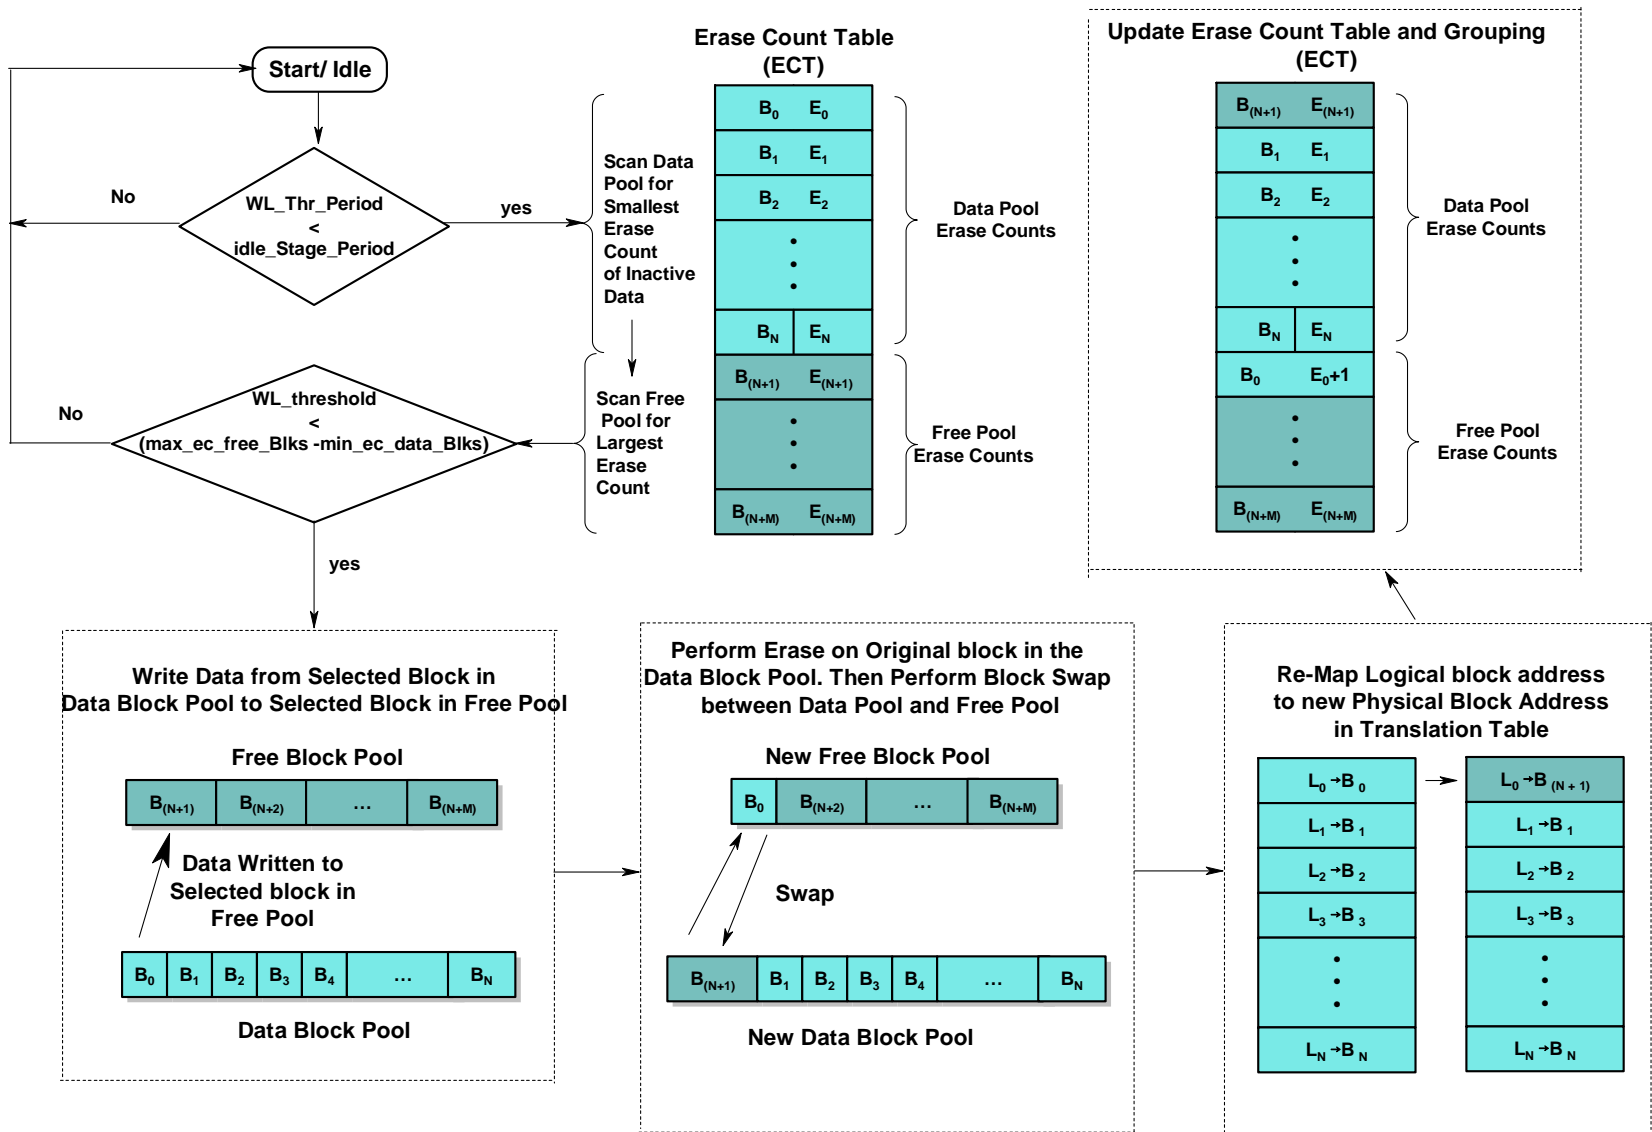 Start/ Idle
WL_Thr_Period
<
idle_Stage_Period
No
yes
Scan Data
Pool for
Smallest
Erase
Count
of Inactive
Data
Scan Free
Pool for
Largest
Erase
Count
WL_threshold
<
(max_ec_free_Blks -min_ec_data_Blks)
No
yes
Erase Count Table
(ECT)
B0 E0
B1 E1
B2 E2
BN EN
B(N+1) E(N+1)
B(N+M) E(N+M)
Data Pool
Erase Counts
Free Pool
Erase Counts
Update Erase Count Table and Grouping
(ECT)
B(N+1) E(N+1)
B1 E1
B2 E2
BN EN
B0 E0+1
B(N+M) E(N+M)
Data Pool
Erase Counts
Free Pool
Erase Counts
Write Data from Selected Block in
Data Block Pool to Selected Block in Free Pool
Free Block Pool
B(N+1) B(N+2) ... B(N+M)
Data Written to
Selected block in
Free Pool
B0 B1 B2 B3 B4 ... BN
Data Block Pool
Perform Erase on Original block in the
Data Block Pool. Then Perform Block Swap
between Data Pool and Free Pool
New Free Block Pool
B0 B(N+2) ... B(N+M)
Swap
B(N+1) B1 B2 B3 B4 ... BN
New Data Block Pool
Re-Map Logical block address
to new Physical Block Address
in Translation Table
L0→B0 L0→B(N + 1)
L1→B1 L1→B1
L2→B2 L2→B2
L3→B3 L3→B3
LN→BN LN→BN